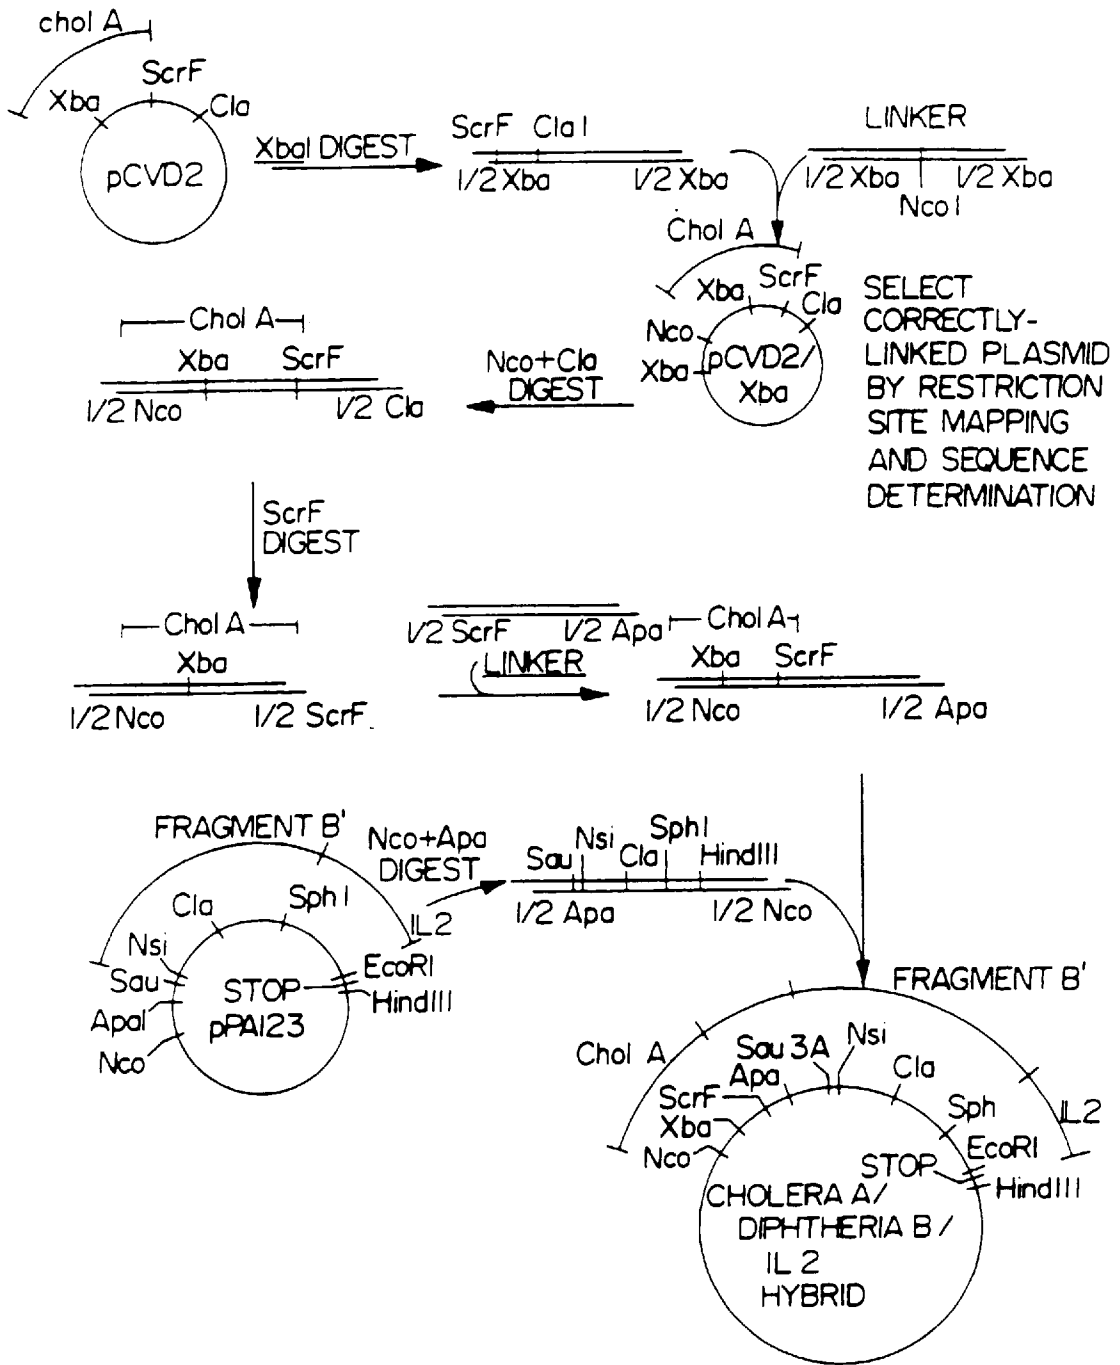 chol A
ScrF
Xba
Cla
pCVD2
XbaI DIGEST
ScrF
Cla I
1/2 Xba
1/2 Xba
LINKER
1/2 Xba
1/2 Xba
Nco I
Chol A
Xba
ScrF
Cla
Nco
Xba
pCVD2/
Xba
SELECT
CORRECTLY-
LINKED PLASMID
BY RESTRICTION
SITE MAPPING
AND SEQUENCE
DETERMINATION
Nco+Cla
DIGEST
Chol A
Xba
ScrF
1/2 Nco
1/2 Cla
ScrF
DIGEST
Chol A
Xba
1/2 Nco
1/2 ScrF
1/2 ScrF
1/2 Apa
LINKER
Chol A
Xba
ScrF
1/2 Nco
1/2 Apa
FRAGMENT B'
Nco+Apa
DIGEST
Cla
Sph I
IL2
Nsi
Sau
ApaI
Nco
STOP
EcoRI
HindIII
pPA123
Sau
Nsi
Cla
SphI
HindIII
1/2 Apa
1/2 Nco
FRAGMENT B'
Chol A
Sau 3A
Nsi
Apa
Cla
ScrF
Xba
Nco
Sph
IL2
EcoRI
STOP
HindIII
CHOLERA A/
DIPHTHERIA B/
IL 2
HYBRID